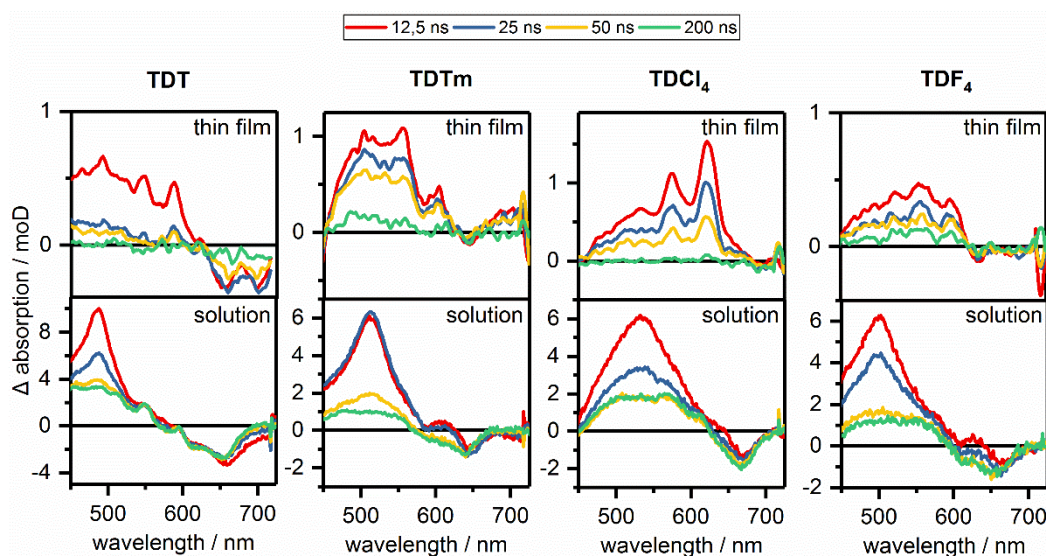 12,5 ns 25 ns 50 ns 200 ns
TDT TDTm TDCl₄ TDF₄
Δ absorption / moD
1
0
thin film
1
0
thin film
1
0
thin film
1
0
thin film
8
4
0
-4
solution
6
4
2
0
-2
solution
6
4
2
0
-2
solution
6
4
2
0
-2
solution
500 600 700
500 600 700
500 600 700
500 600 700
wavelength / nm
wavelength / nm
wavelength / nm
wavelength / nm